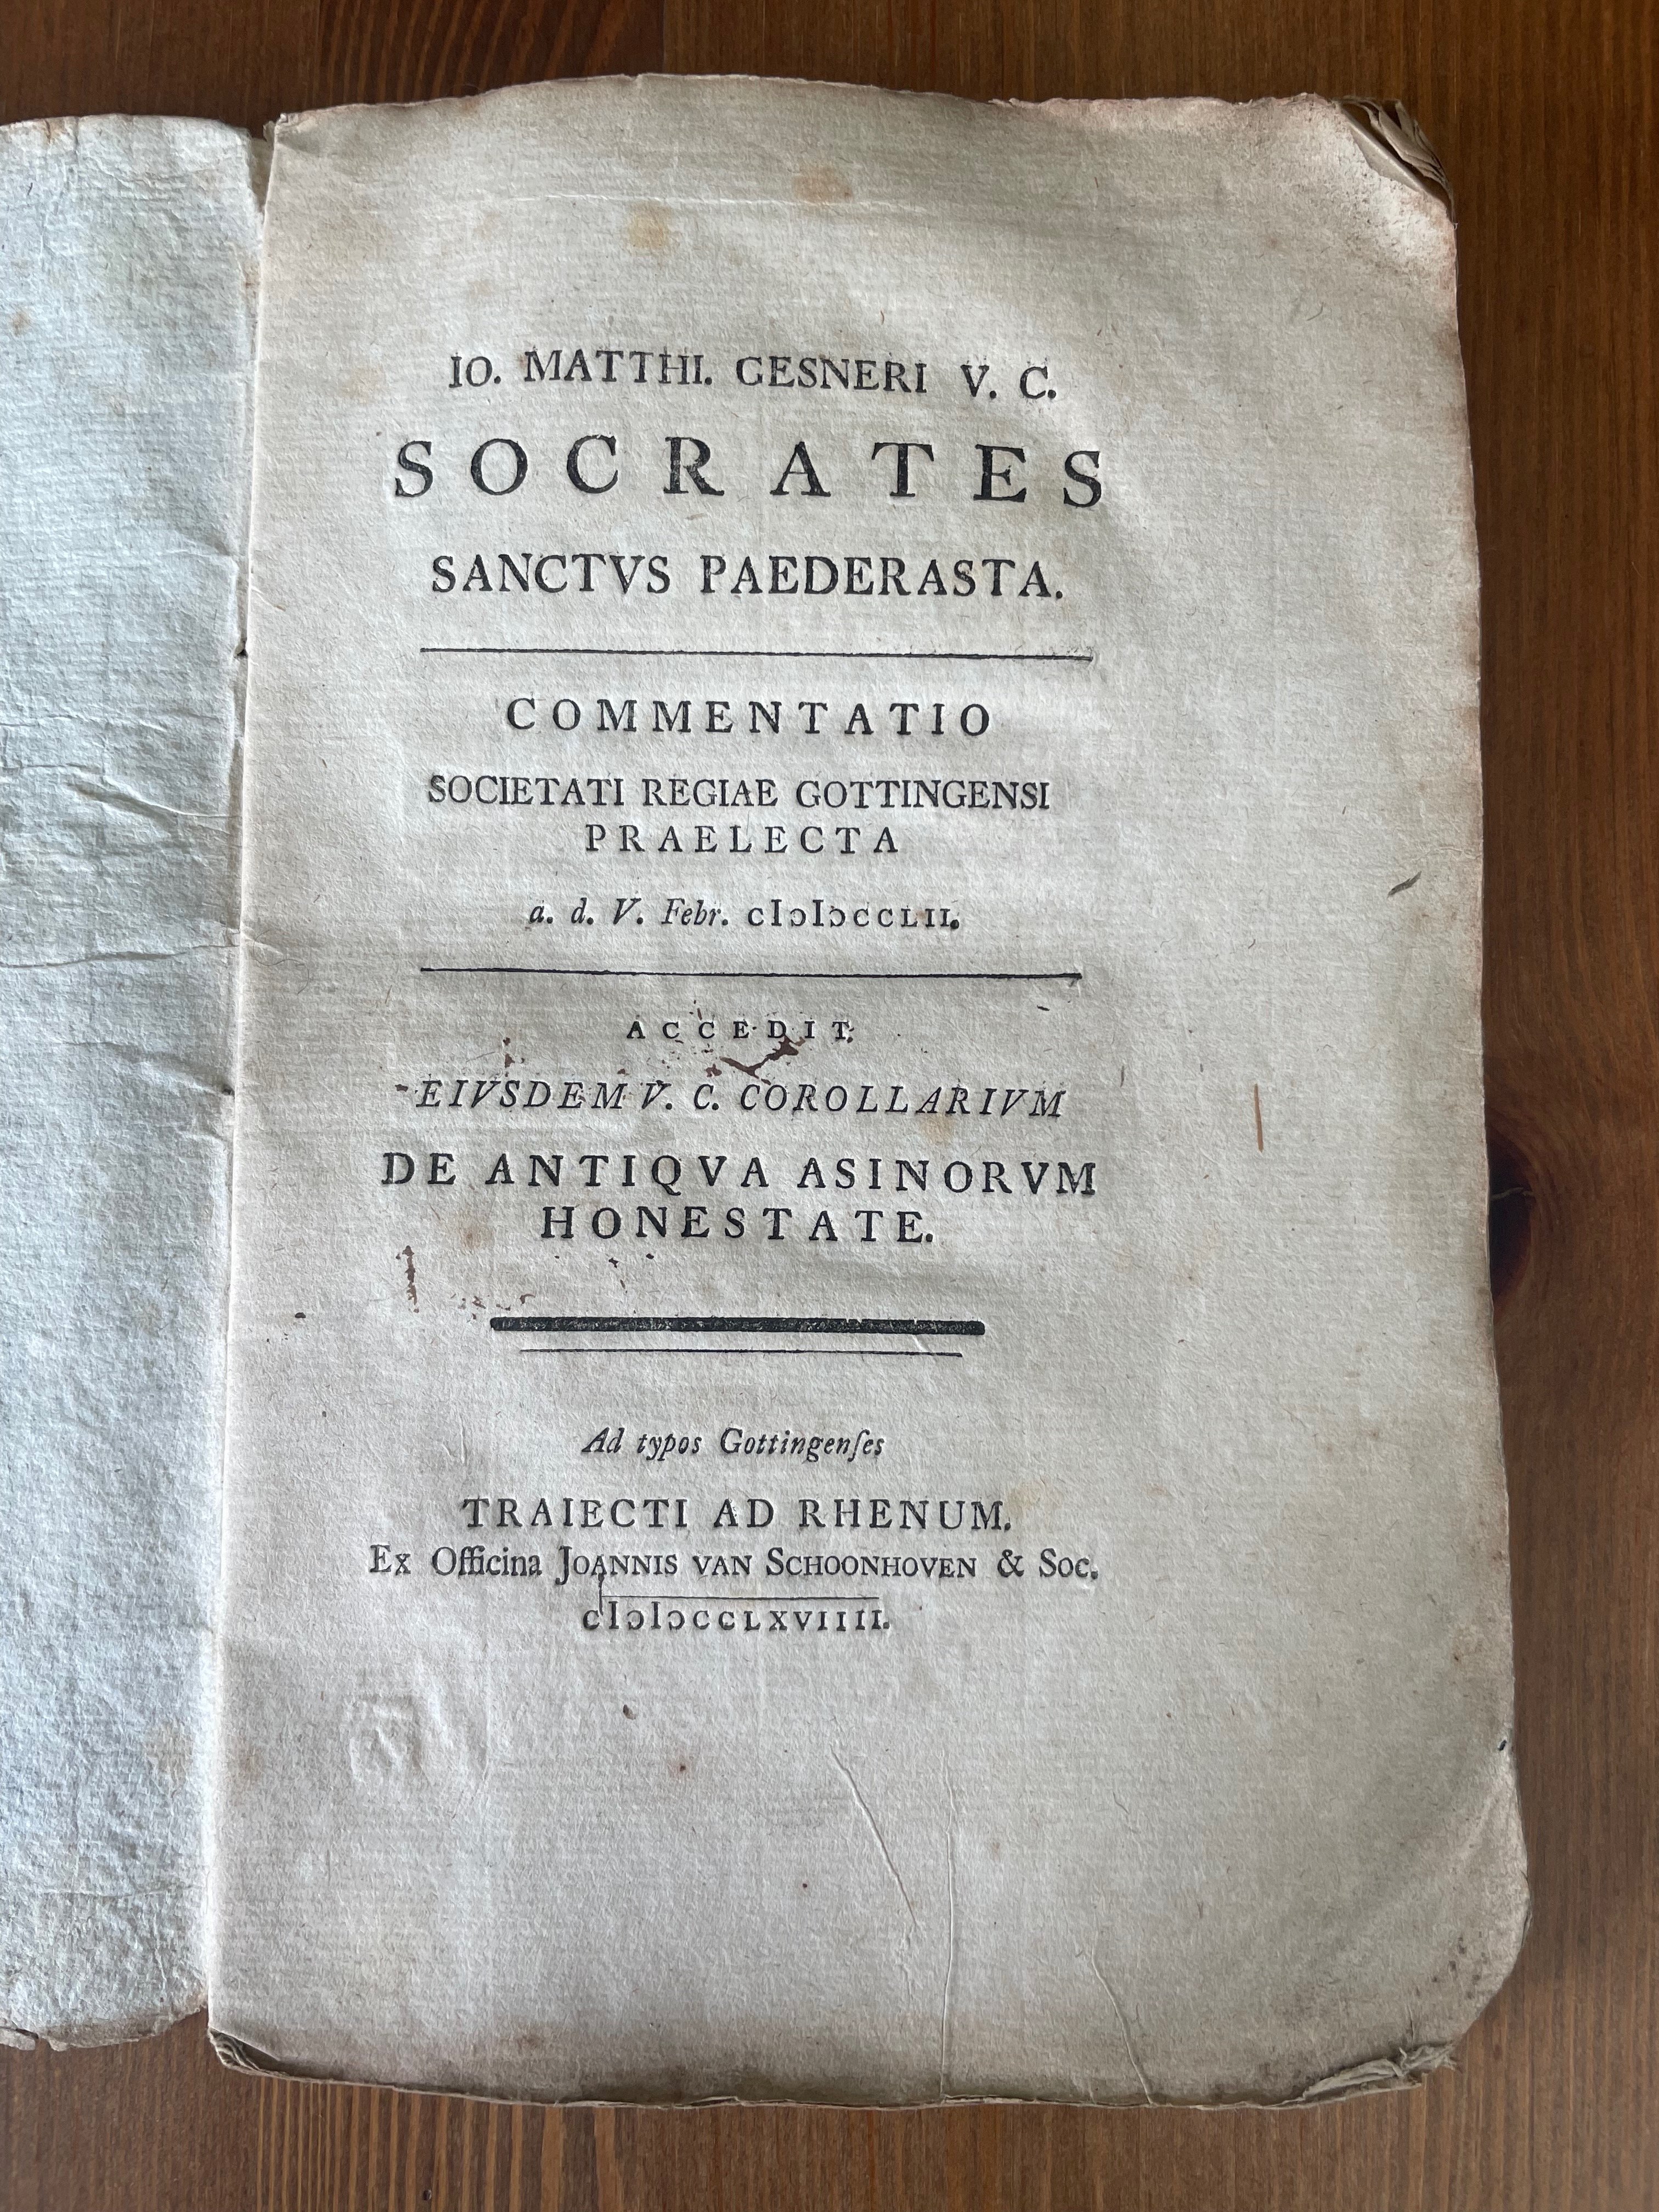 IO. MATTHI. GESNERI V. C.
SOCRATES
SANCTVS PAEDERASTA.
COMMENTATIO
SOCIETATI REGIAE GOTTINGENSI
PRAELECTA
a. d. V. Febr. cIↄIↄccLII.
ACCEDIT
EIVSDEM V. C. COROLLARIVM
DE ANTIQVA ASINORVM
HONESTATE.
Ad typos Gottingenſes
TRAIECTI AD RHENUM.
Ex Officina JOANNIS VAN SCHOONHOVEN & Soc.
cIↄIↄccLXVIIII.